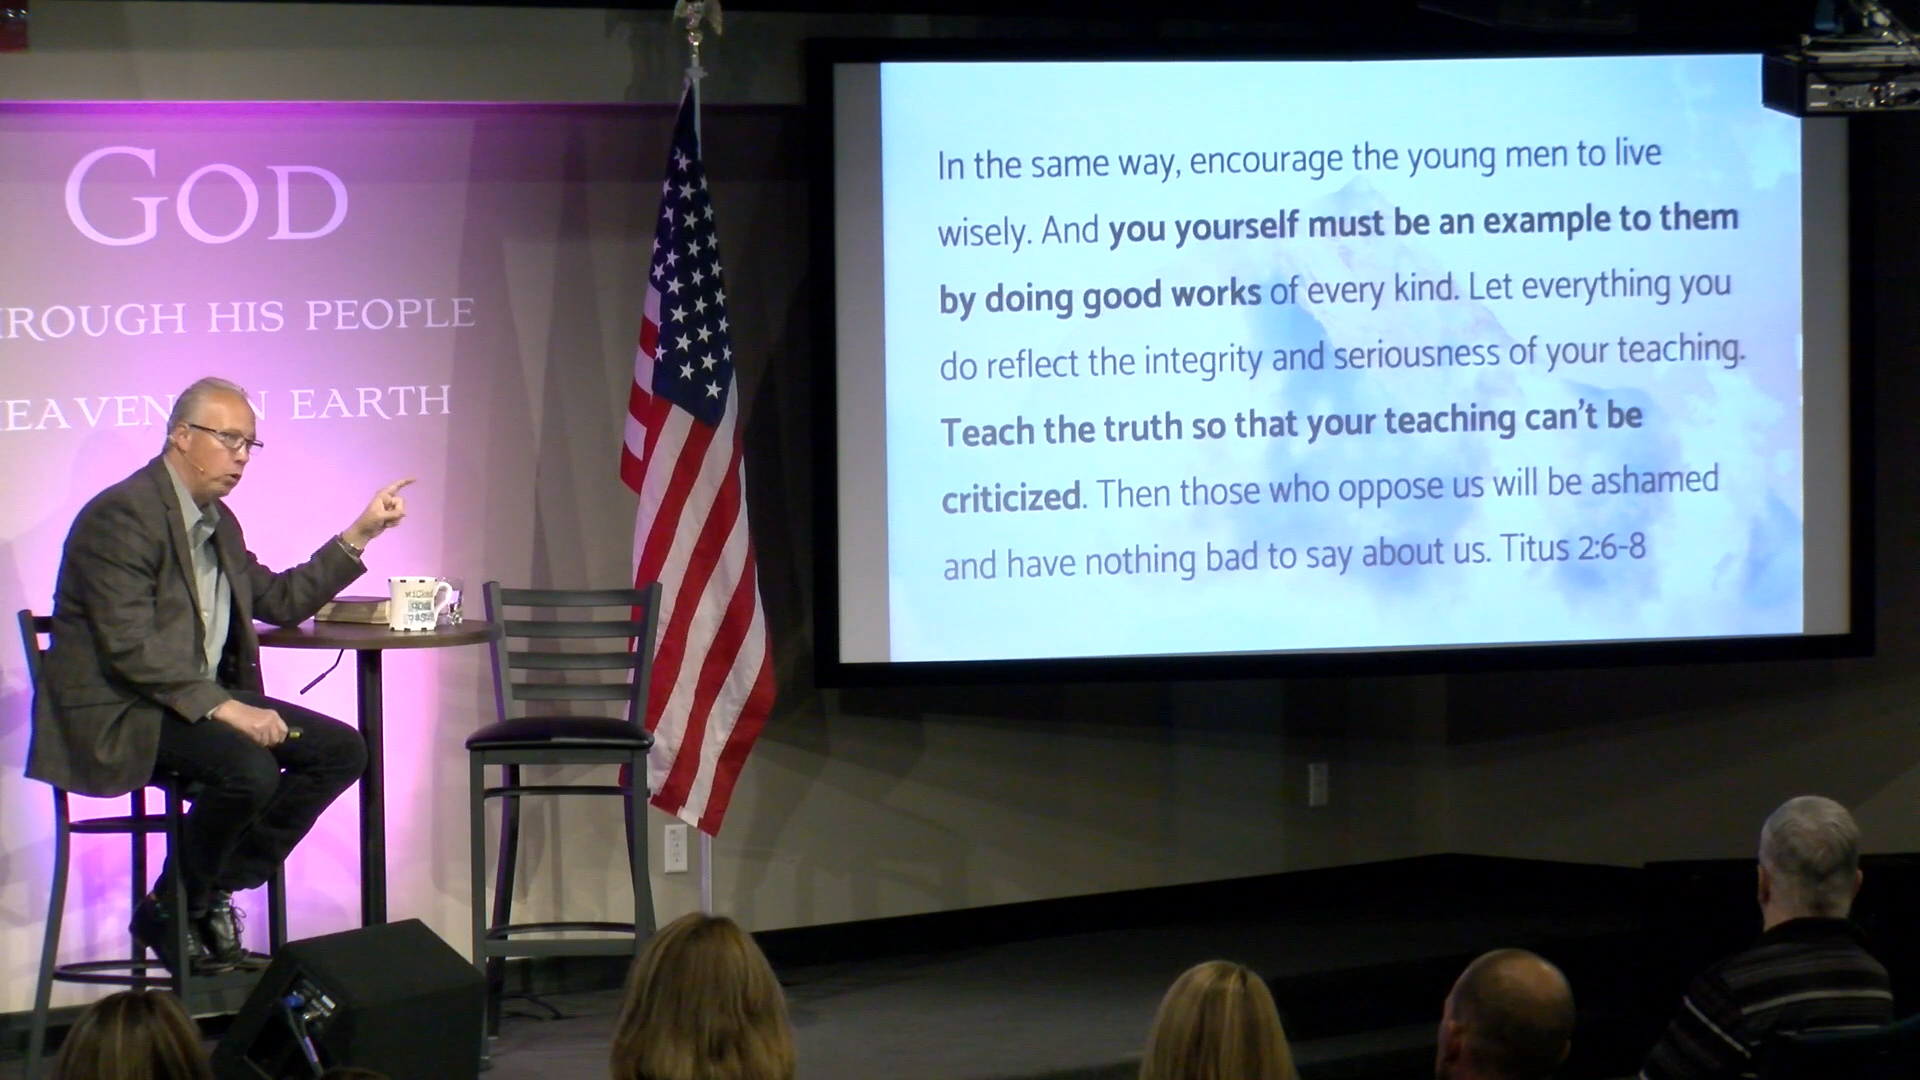 GOD
ROUGH HIS PEOPLE
EAVEN N EARTH
In the same way, encourage the young men to live
wisely. And you yourself must be an example to them
by doing good works of every kind. Let everything you
do reflect the integrity and seriousness of your teaching.
Teach the truth so that your teaching can't be
criticized. Then those who oppose us will be ashamed
and have nothing bad to say about us. Titus 2:6-8
wicked
good